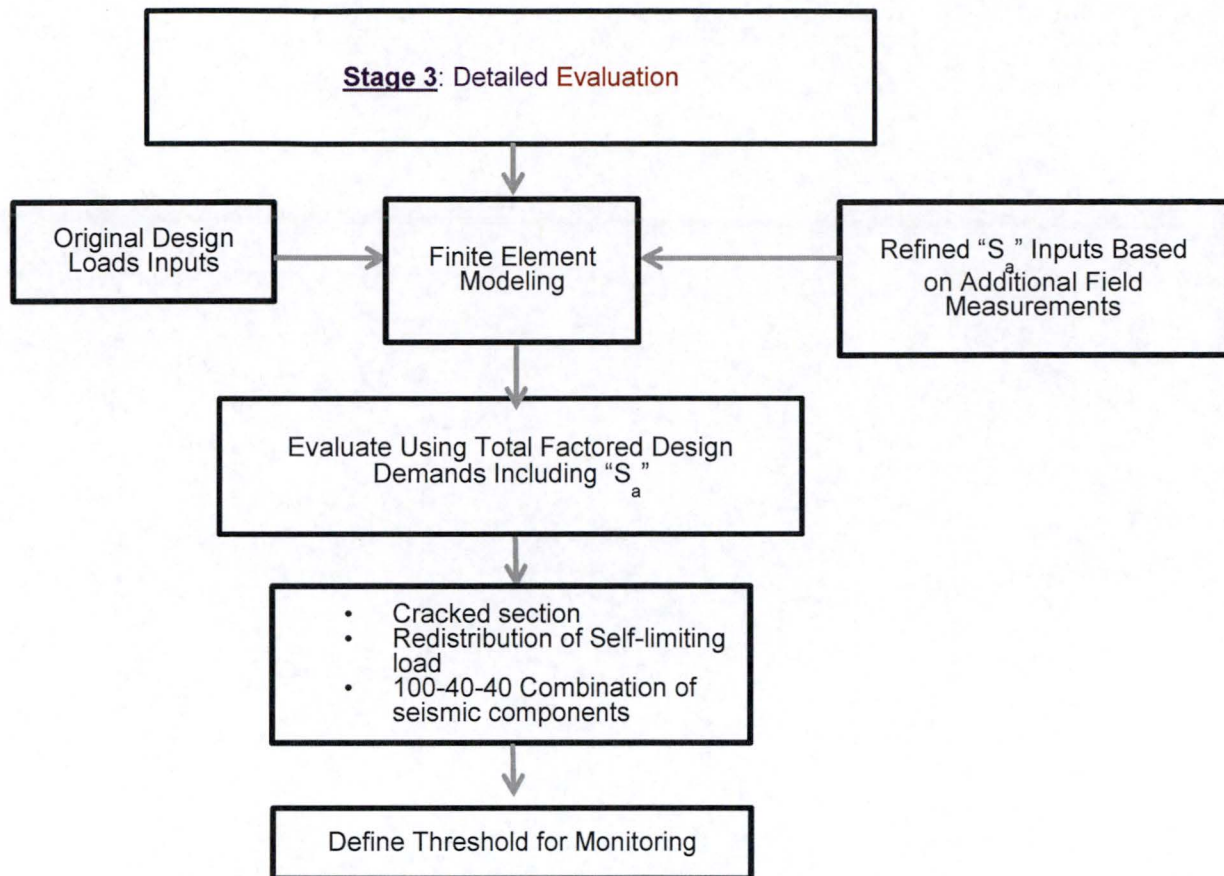 Stage 3: Detailed Evaluation
Original Design
Loads Inputs
Finite Element
Modeling
Refined “Sa” Inputs Based
on Additional Field
Measurements
Evaluate Using Total Factored Design
Demands Including “Sa”
• Cracked section
• Redistribution of Self-limiting
load
• 100-40-40 Combination of
seismic components
Define Threshold for Monitoring